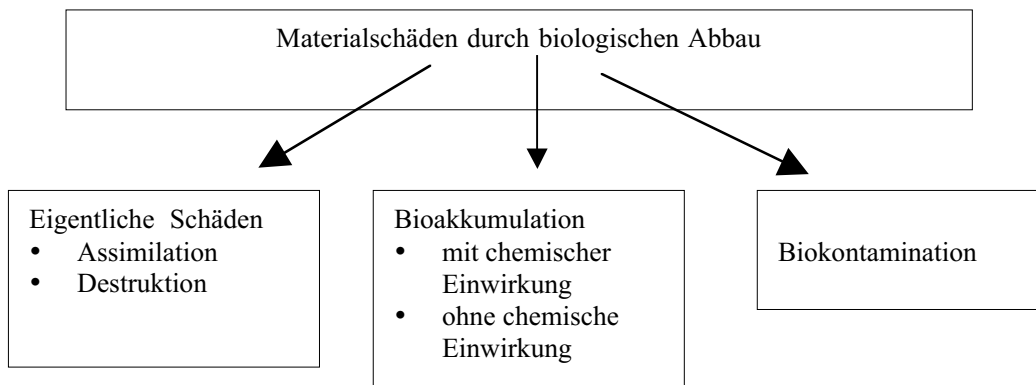 Materialschäden durch biologischen Abbau
Eigentliche Schäden
• Assimilation
• Destruktion
Bioakkumulation
• mit chemischer
Einwirkung
• ohne chemische
Einwirkung
Biokontamination